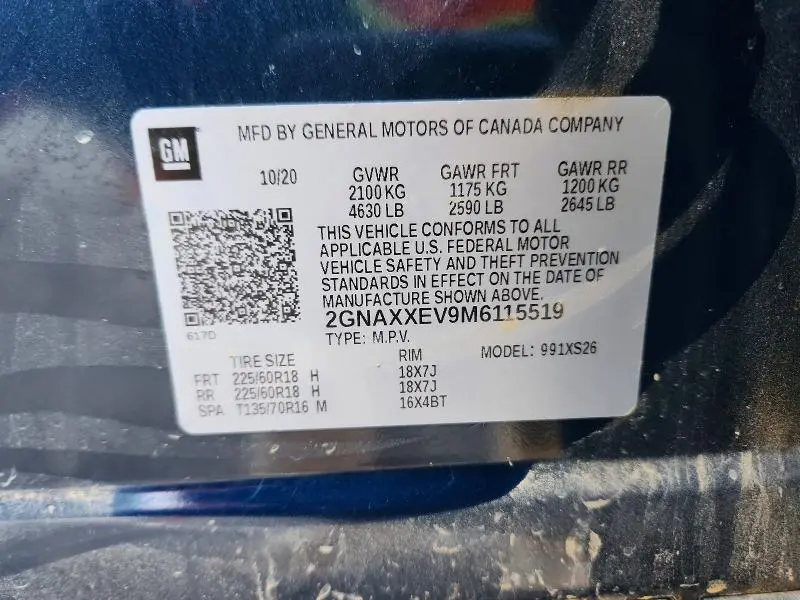 GM
MFD BY GENERAL MOTORS OF CANADA COMPANY
10/20 GVWR GAWR FRT GAWR RR
2100 KG 1175 KG 1200 KG
4630 LB 2590 LB 2645 LB
THIS VEHICLE CONFORMS TO ALL
APPLICABLE U.S. FEDERAL MOTOR
VEHICLE SAFETY AND THEFT PREVENTION
STANDARDS IN EFFECT ON THE DATE OF
MANUFACTURE SHOWN ABOVE.
2GNAXXEV9M6115519
617D
TYPE: M.P.V. MODEL: 991XS26
TIRE SIZE RIM
FRT 225/60R18 H 18X7J
RR 225/60R18 H 18X7J
SPA T135/70R16 M 16X4BT